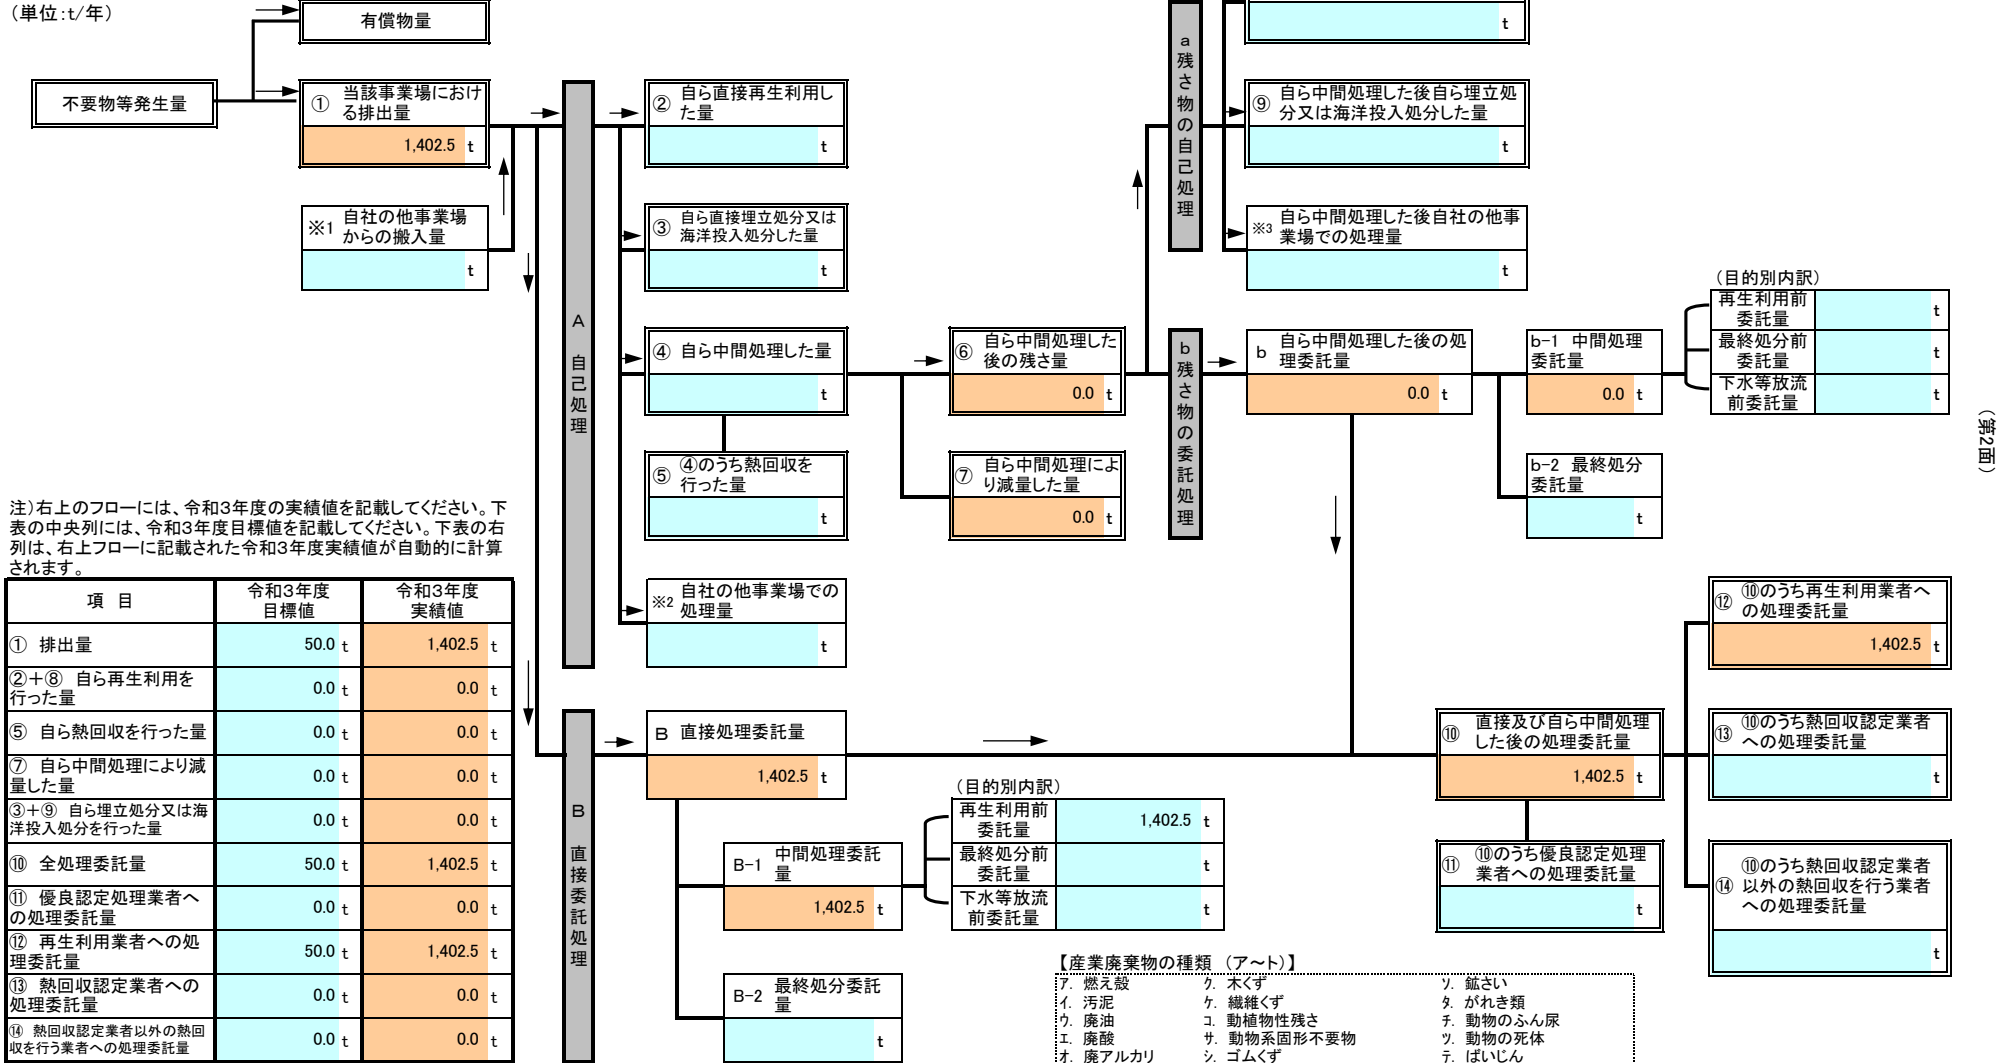 （単位：t/年）
有償物量
不要物等発生量
① 当該事業場におけ
る排出量
1,402.5 t
※1 自社の他事業場
からの搬入量
t
A 自己処理
② 自ら直接再生利用し
た量
t
③ 自ら直接埋立処分又は
海洋投入処分した量
t
④ 自ら中間処理した量
t
⑤ ④のうち熱回収を
行った量
t
※2 自社の他事業場での
処理量
t
⑥ 自ら中間処理した
後の残さ量
0.0 t
⑦ 自ら中間処理によ
り減量した量
0.0 t
a 残さ物の自己処理
t
⑨ 自ら中間処理した後自ら埋立処
分又は海洋投入処分した量
t
※3 自ら中間処理した後自社の他事
業場での処理量
t
b 残さ物の委託処理
b 自ら中間処理した後の処
理委託量
0.0 t
b-1 中間処理
委託量
0.0 t
b-2 最終処分
委託量
t
（目的別内訳）
再生利用前
委託量
t
最終処分前
委託量
t
下水等放流
前委託量
t
（第2面）
注）右上のフローには、令和3年度の実績値を記載してください。下
表の中央列には、令和3年度目標値を記載してください。下表の右
列は、右上フローに記載された令和3年度実績値が自動的に計算
されます。
項 目
令和3年度
目標値
令和3年度
実績値
① 排出量 50.0 t 1,402.5 t
②＋⑧ 自ら再生利用を
行った量 0.0 t 0.0 t
⑤ 自ら熱回収を行った量 0.0 t 0.0 t
⑦ 自ら中間処理により減
量した量 0.0 t 0.0 t
③＋⑨ 自ら埋立処分又は海
洋投入処分を行った量 0.0 t 0.0 t
⑩ 全処理委託量 50.0 t 1,402.5 t
⑪ 優良認定処理業者へ
の処理委託量 0.0 t 0.0 t
⑫ 再生利用業者への処
理委託量 50.0 t 1,402.5 t
⑬ 熱回収認定業者への
処理委託量 0.0 t 0.0 t
⑭ 熱回収認定業者以外の熱回
収を行う業者への処理委託量 0.0 t 0.0 t
B 直接委託処理
B 直接処理委託量
1,402.5 t
B-1 中間処理委託
量
1,402.5 t
B-2 最終処分委託
量
t
（目的別内訳）
再生利用前
委託量
1,402.5 t
最終処分前
委託量
t
下水等放流
前委託量
t
⑩ 直接及び自ら中間処理
した後の処理委託量
1,402.5 t
⑪ ⑩のうち優良認定処理
業者への処理委託量
t
⑫ ⑩のうち再生利用業者へ
の処理委託量
1,402.5 t
⑬ ⑩のうち熱回収認定業者
への処理委託量
t
⑭ ⑩のうち熱回収認定業者
以外の熱回収を行う業者
への処理委託量
t
【産業廃棄物の種類 （ア～ト）】
ア. 燃え殻 ク. 木くず ソ. 鉱さい
イ. 汚泥 ケ. 繊維くず タ. がれき類
ウ. 廃油 コ. 動植物性残さ チ. 動物のふん尿
エ. 廃酸 サ. 動物系固形不要物 ツ. 動物の死体
オ. 廃アルカリ シ. ゴムくず テ. ばいじん